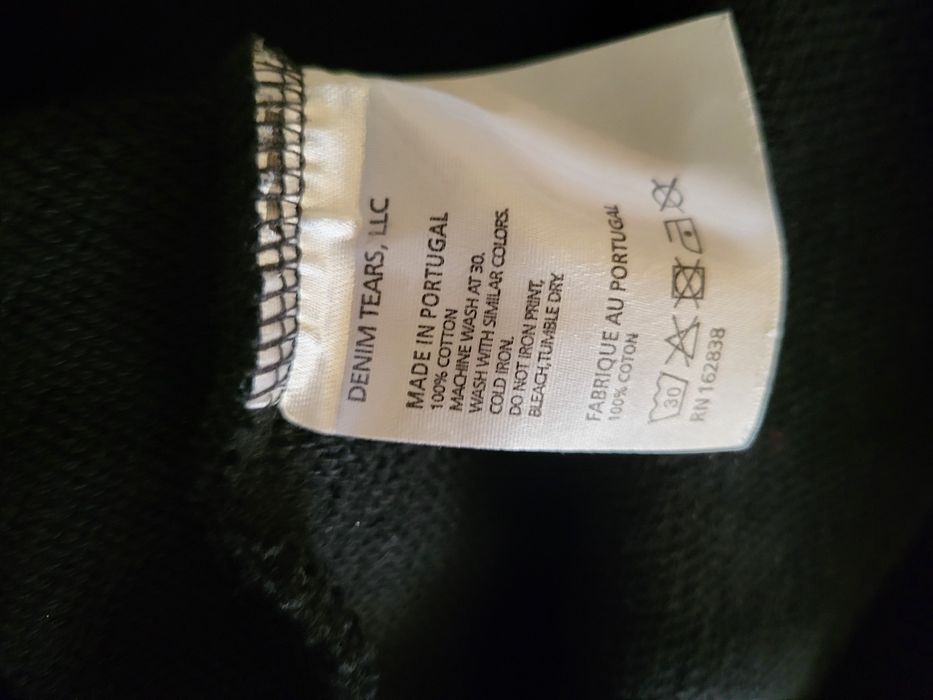 DENIM TEARS, LLC
MADE IN PORTUGAL
100% COTTON
MACHINE WASH AT 30.
WASH WITH SIMILAR COLORS.
COLD IRON.
DO NOT IRON PRINT,
BLEACH,TUMBLE DRY.
FABRIQUE AU PORTUGAL
100% COTON
30
RN 162838